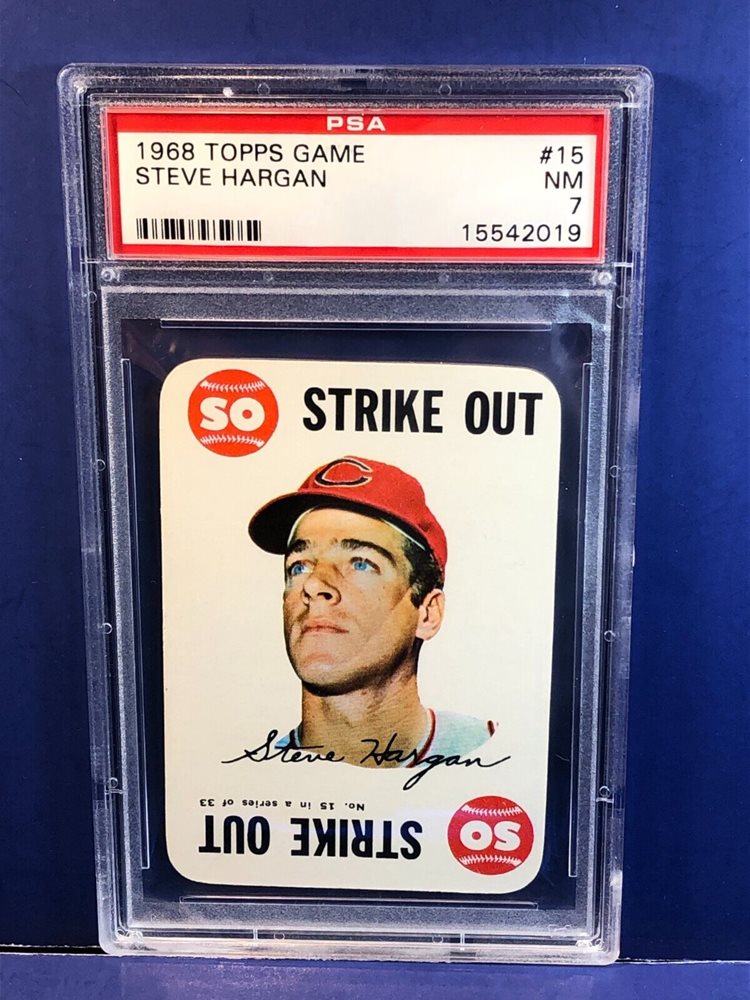 PSA
1968 TOPPS GAME #15
STEVE HARGAN NM
7
15542019
SO STRIKE OUT
C
Steve Hargan
No. 15 in a series of 33
STRIKE OUT SO